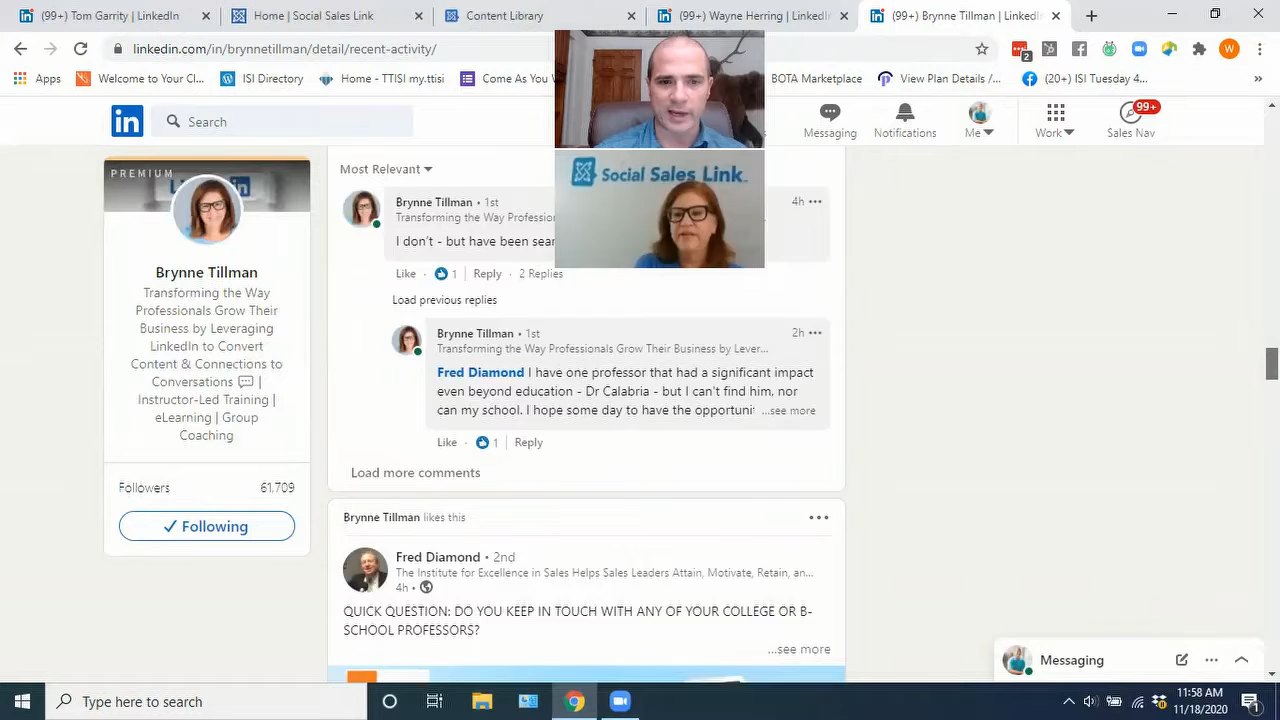 (99+) Tom Garrity | LinkedIn
Home | Social Sales Link
Content Library
(99+) Wayne Herring | LinkedIn
(99+) Brynne Tillman | LinkedIn
linkedin.com/in/brynnetillman/detail/recent-activity/
2
W
Apps
Welcome to Your Cl...
ISI Directory
Home - TTISI my.ttisi
Come As You
BOTA Marketplace
View Plan Details /...
(20+) ISI Tuesday 4...
in
Search
Messaging
Notifications
Me
Work
99+
Sales Nav
Social Sales Link
PREMIUM
Brynne Tillman
Transforming the Way
Professionals Grow Their
Business by Leveraging
LinkedIn to Convert
Content & Connections to
Conversations 💬 |
Instructor-Led Training |
eLearning | Group
Coaching
Followers 61,709
Following
Most Relevant
Brynne Tillman • 1st 4h
Transforming the Way Profession
I don't - but have been sear
Like · 1 | Reply · 2 Replies
Load previous replies
Brynne Tillman • 1st 2h
Transforming the Way Professionals Grow Their Business by Lever...
Fred Diamond I have one professor that had a significant impact
even beyond education - Dr Calabria - but I can't find him, nor
can my school. I hope some day to have the opportunit ...see more
Like · 1 | Reply
Load more comments
Brynne Tillman likes this
Fred Diamond • 2nd
The Institute for Excellence in Sales Helps Sales Leaders Attain, Motivate, Retain, an...
4h •
QUICK QUESTION: DO YOU KEEP IN TOUCH WITH ANY OF YOUR COLLEGE OR B-
SCHOOL PROFESSORS?
...see more
Messaging
Type here to search
11:58 AM
11/18/2020
1